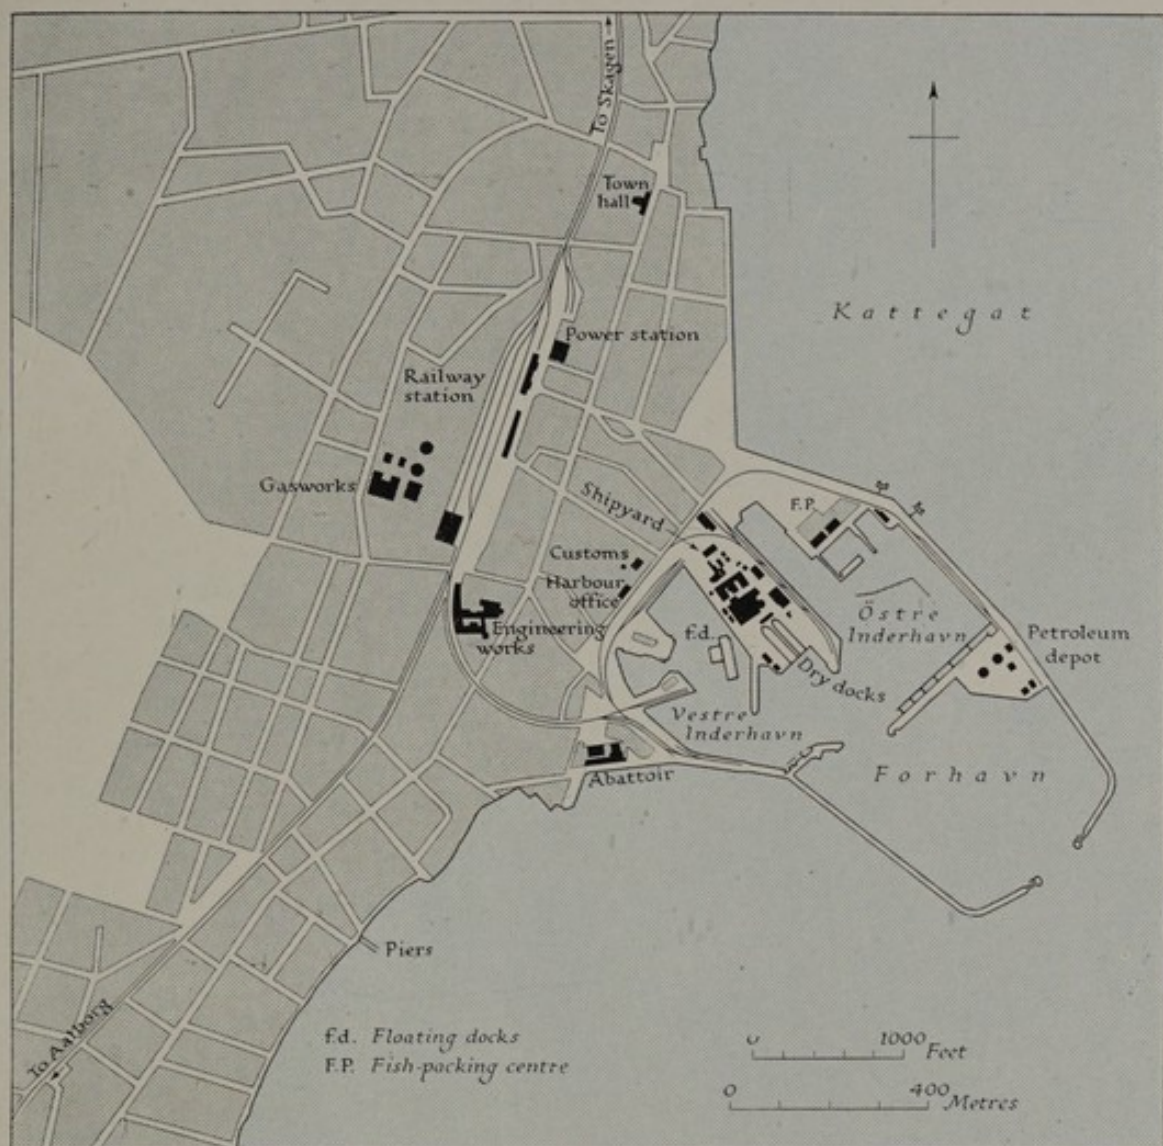 To Skagen
Town
hall
Kattegat
Power station
Railway
station
Gasworks
Shipyard
F.P.
Customs
Harbour
office
Engineering
works
f.d.
Östre
Inderhavn
Petroleum
depot
Dry docks
Vestre
Inderhavn
Forhavn
Abattoir
Piers
To Aalborg
f.d. Floating docks
F.P. Fish-packing centre
0 1000 Feet
0 400 Metres